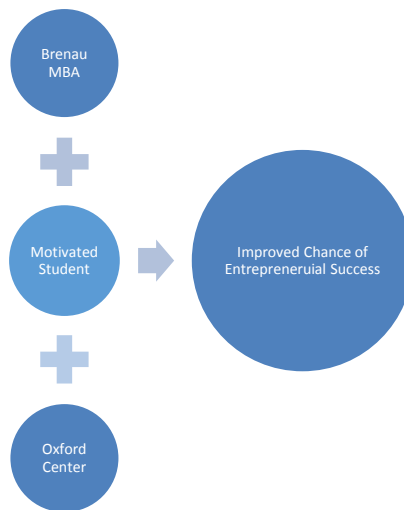 Brenau
MBA
Motivated
Student
Improved Chance of
Entrepreneruial Success
Oxford
Center